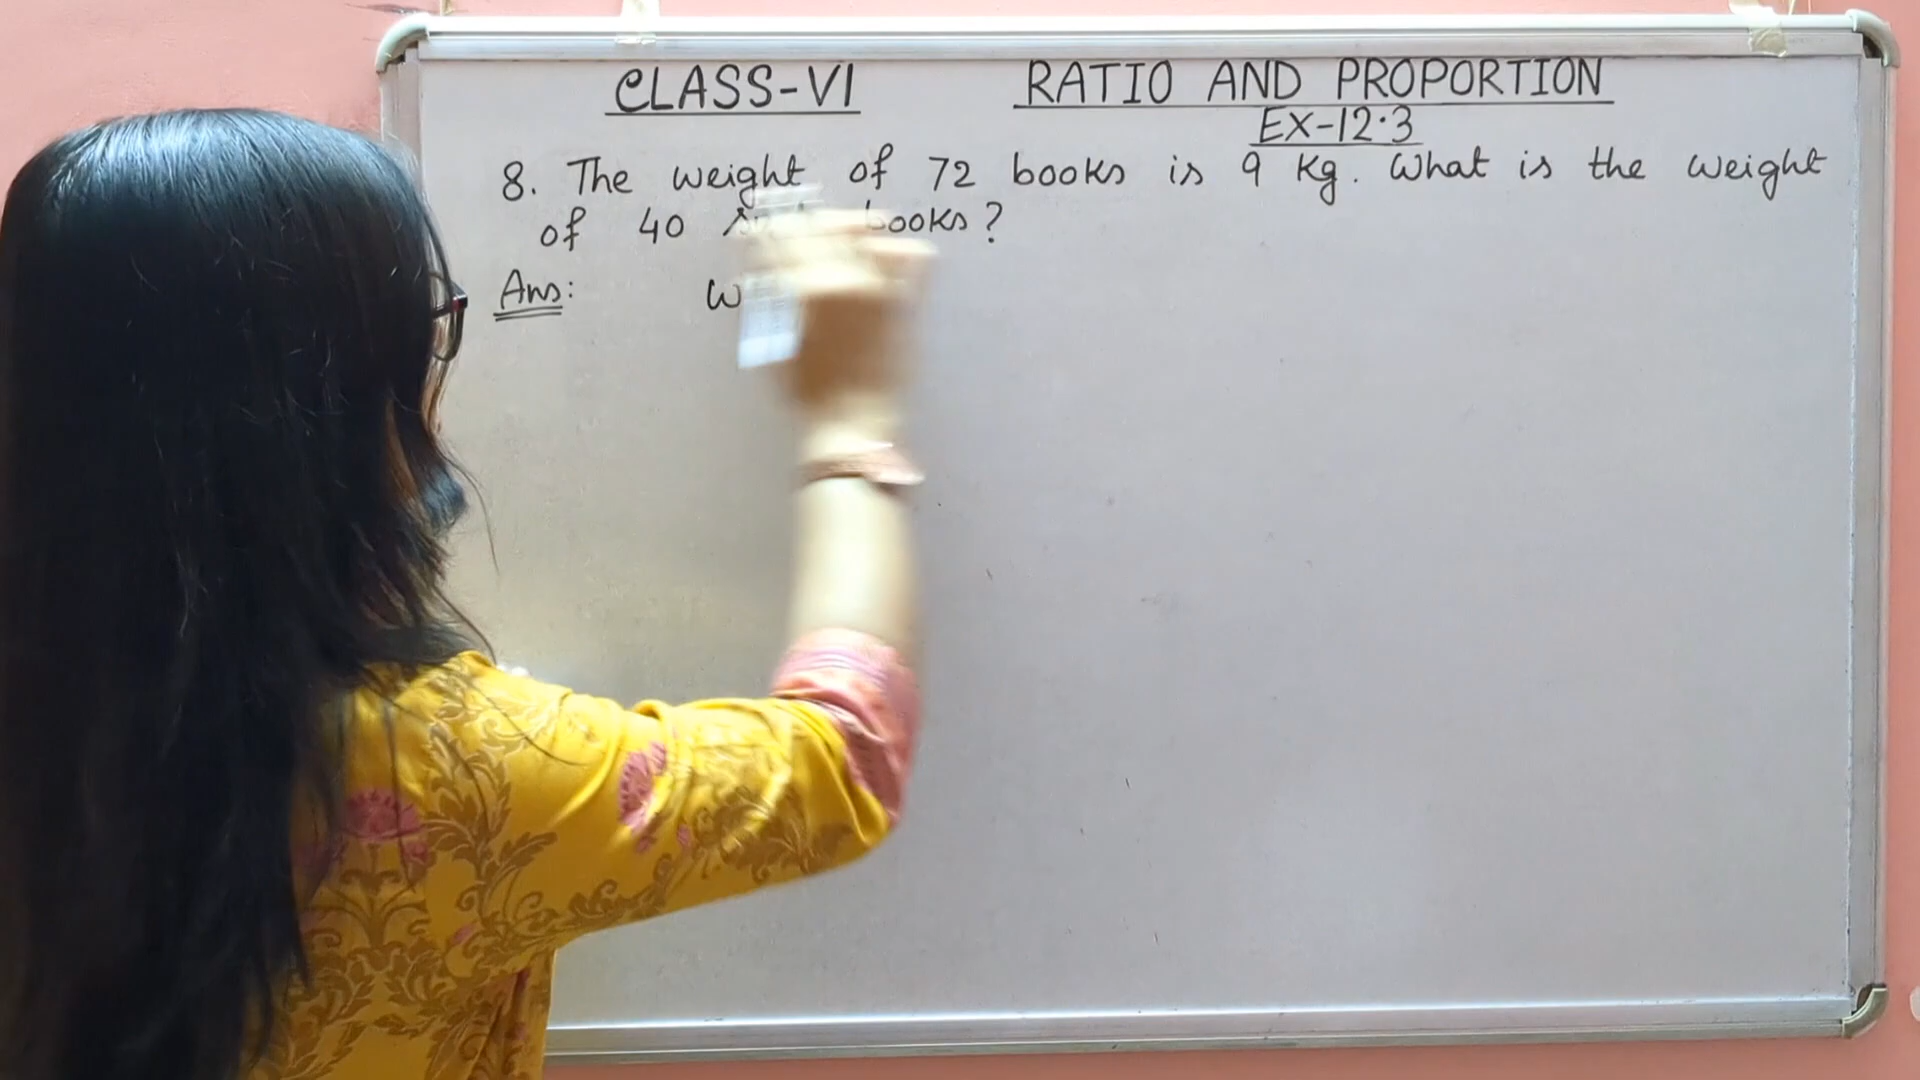 CLASS-VI RATIO AND PROPORTION
EX-12.3
8. The weight of 72 books is 9 kg. What is the weight
of 40 books?
Ans: